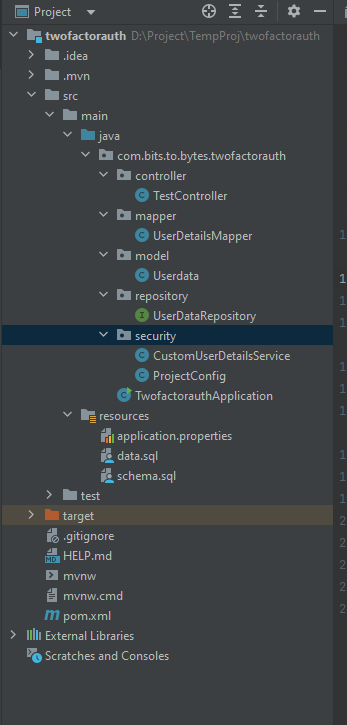 Project
twofactorauth D:\Project\TempProj\twofactorauth
.idea
.mvn
src
main
java
com.bits.to.bytes.twofactorauth
controller
C TestController
mapper
C UserDetailsMapper
model
C Userdata
repository
I UserDataRepository
security
C CustomUserDetailsService
C ProjectConfig
C TwofactorauthApplication
resources
application.properties
data.sql
schema.sql
test
target
.gitignore
MD HELP.md
mvnw
mvnw.cmd
m pom.xml
External Libraries
Scratches and Consoles